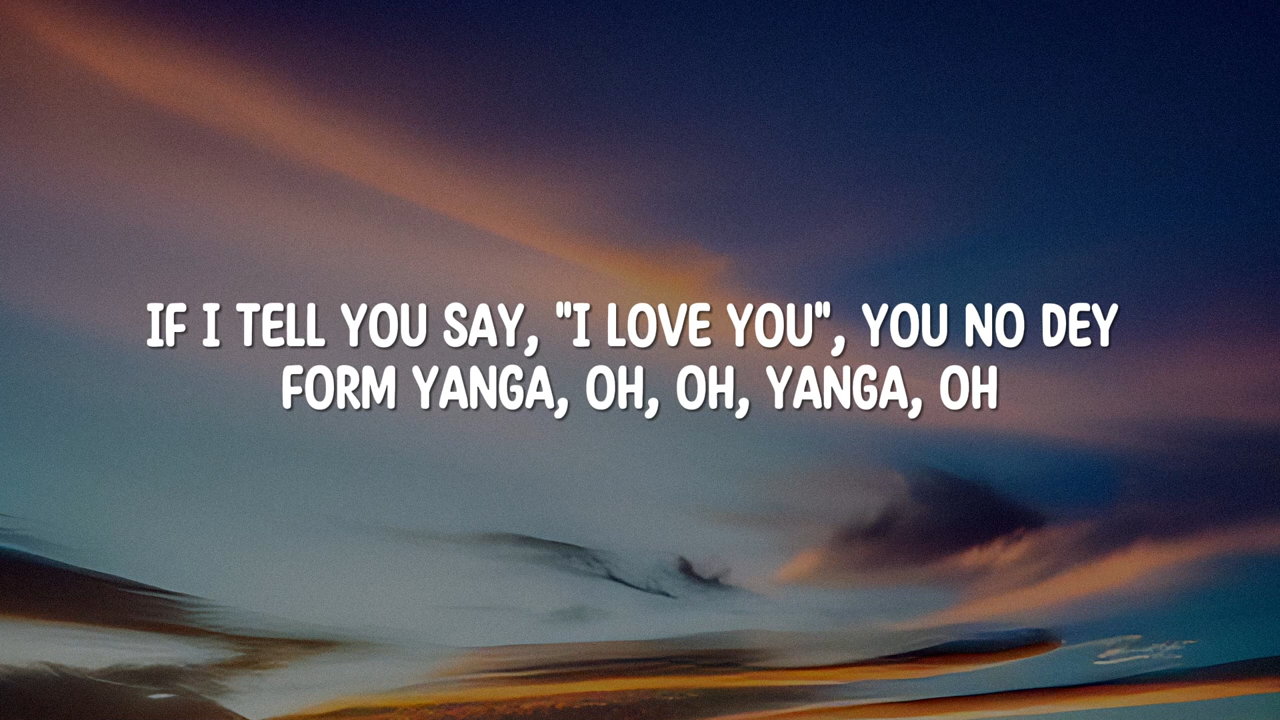 IF I TELL YOU SAY, "I LOVE YOU", YOU NO DEY
FORM YANGA, OH, OH, YANGA, OH